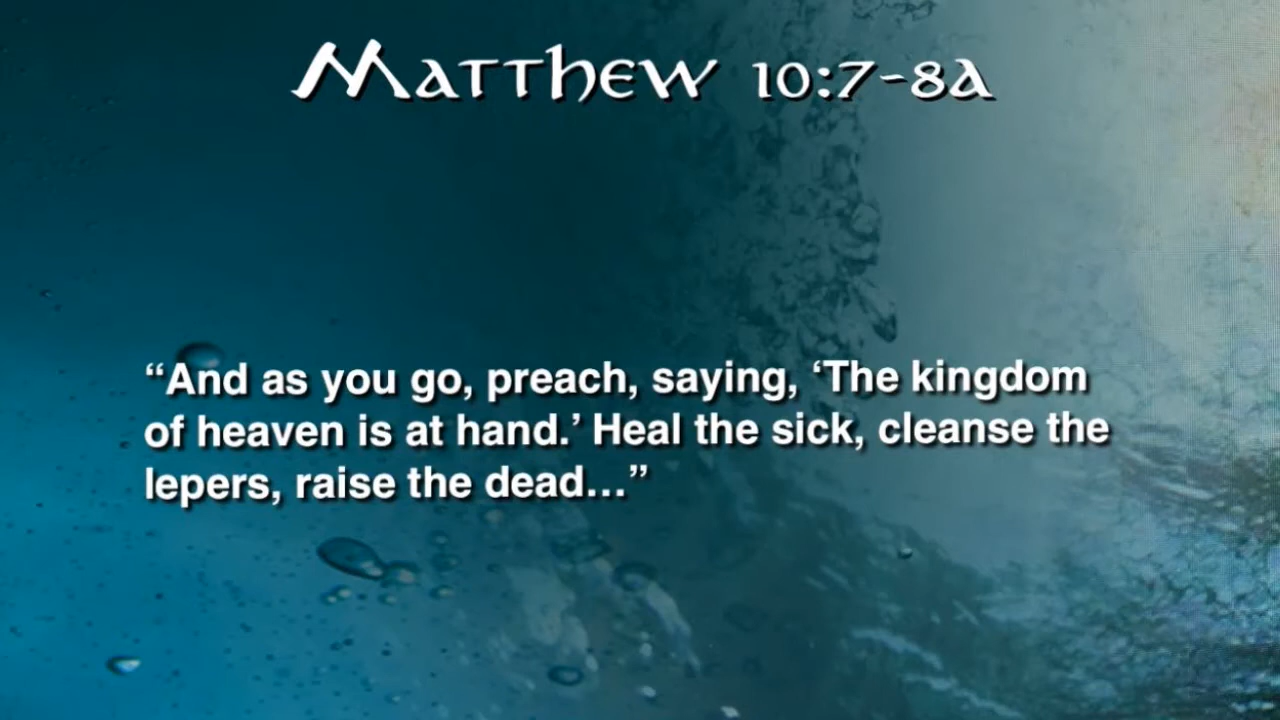 Matthew 10:7-8a
“And as you go, preach, saying, ‘The kingdom
of heaven is at hand.’ Heal the sick, cleanse the
lepers, raise the dead...”